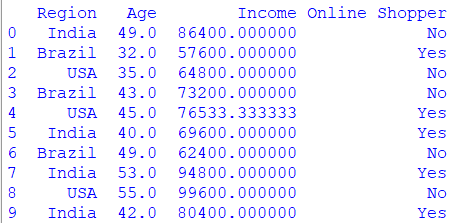 Region Age Income Online Shopper
0 India 49.0 86400.000000 No
1 Brazil 32.0 57600.000000 Yes
2 USA 35.0 64800.000000 No
3 Brazil 43.0 73200.000000 No
4 USA 45.0 76533.333333 Yes
5 India 40.0 69600.000000 Yes
6 Brazil 49.0 62400.000000 No
7 India 53.0 94800.000000 Yes
8 USA 55.0 99600.000000 No
9 India 42.0 80400.000000 Yes